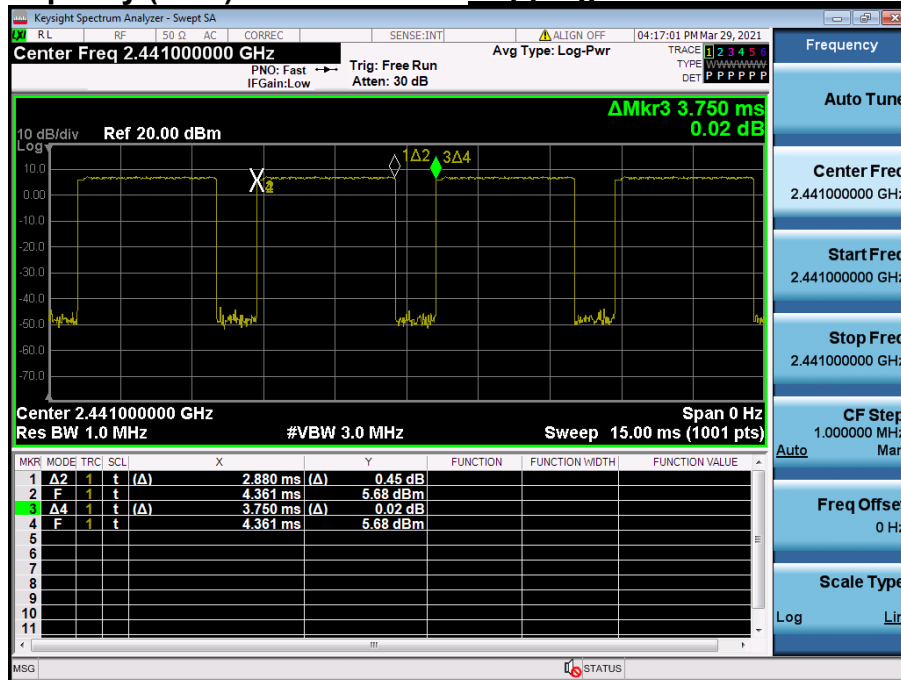 Keysight Spectrum Analyzer - Swept SA
LXI RL RF 50 Ω AC CORREC SENSE:INT ALIGN OFF 04:17:01 PM Mar 29, 2021
Center Freq 2.441000000 GHz
PNO: Fast
IFGain:Low
Trig: Free Run
Atten: 30 dB
Avg Type: Log-Pwr
TRACE 1 2 3 4 5 6
TYPE WWWWWW
DET P P P P P P
Frequency
Auto Tune
Center Freq
2.441000000 GHz
Start Freq
2.441000000 GHz
Stop Freq
2.441000000 GHz
CF Step
1.000000 MHz
Auto Man
Freq Offset
0 Hz
Scale Type
Log Lin
ΔMkr3 3.750 ms
0.02 dB
10 dB/div Ref 20.00 dBm
Log
10.0
0.00
-10.0
-20.0
-30.0
-40.0
-50.0
-60.0
-70.0
1Δ2 3Δ4
Center 2.441000000 GHz Span 0 Hz
Res BW 1.0 MHz #VBW 3.0 MHz Sweep 15.00 ms (1001 pts)
MKR MODE TRC SCL X Y FUNCTION FUNCTION WIDTH FUNCTION VALUE
1 Δ2 1 t (Δ) 2.880 ms (Δ) 0.45 dB
2 F 1 t 4.361 ms 5.68 dBm
3 Δ4 1 t (Δ) 3.750 ms (Δ) 0.02 dB
4 F 1 t 4.361 ms 5.68 dBm
5
6
7
8
9
10
11
MSG STATUS